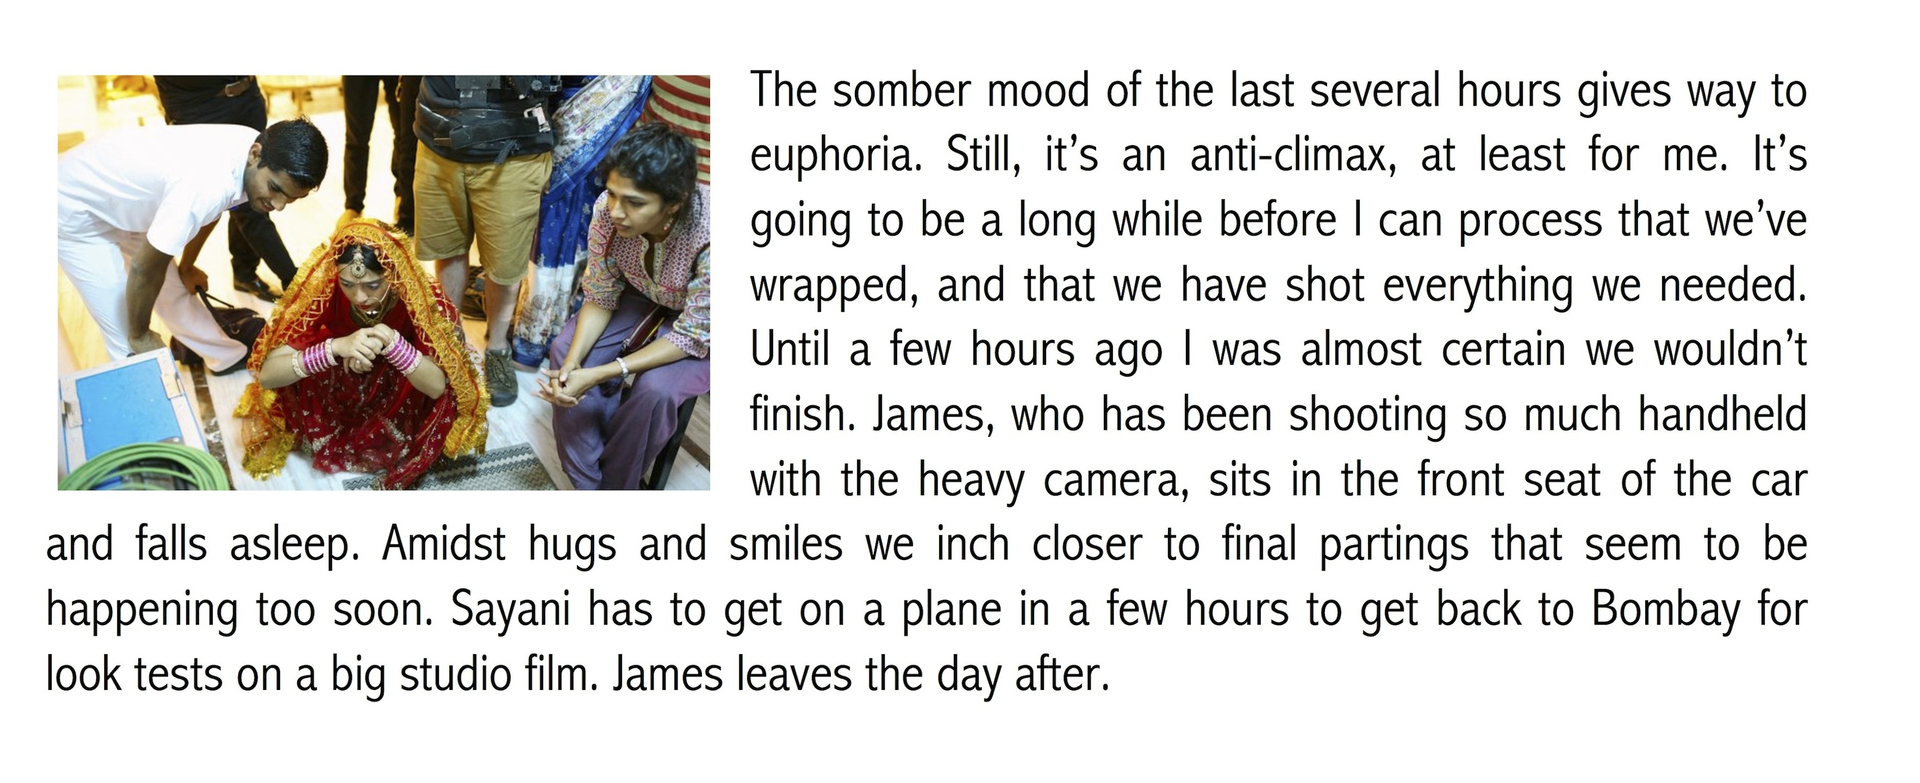 The somber mood of the last several hours gives way to
euphoria. Still, it’s an anti-climax, at least for me. It’s
going to be a long while before I can process that we’ve
wrapped, and that we have shot everything we needed.
Until a few hours ago I was almost certain we wouldn’t
finish. James, who has been shooting so much handheld
with the heavy camera, sits in the front seat of the car
and falls asleep. Amidst hugs and smiles we inch closer to final partings that seem to be
happening too soon. Sayani has to get on a plane in a few hours to get back to Bombay for
look tests on a big studio film. James leaves the day after.